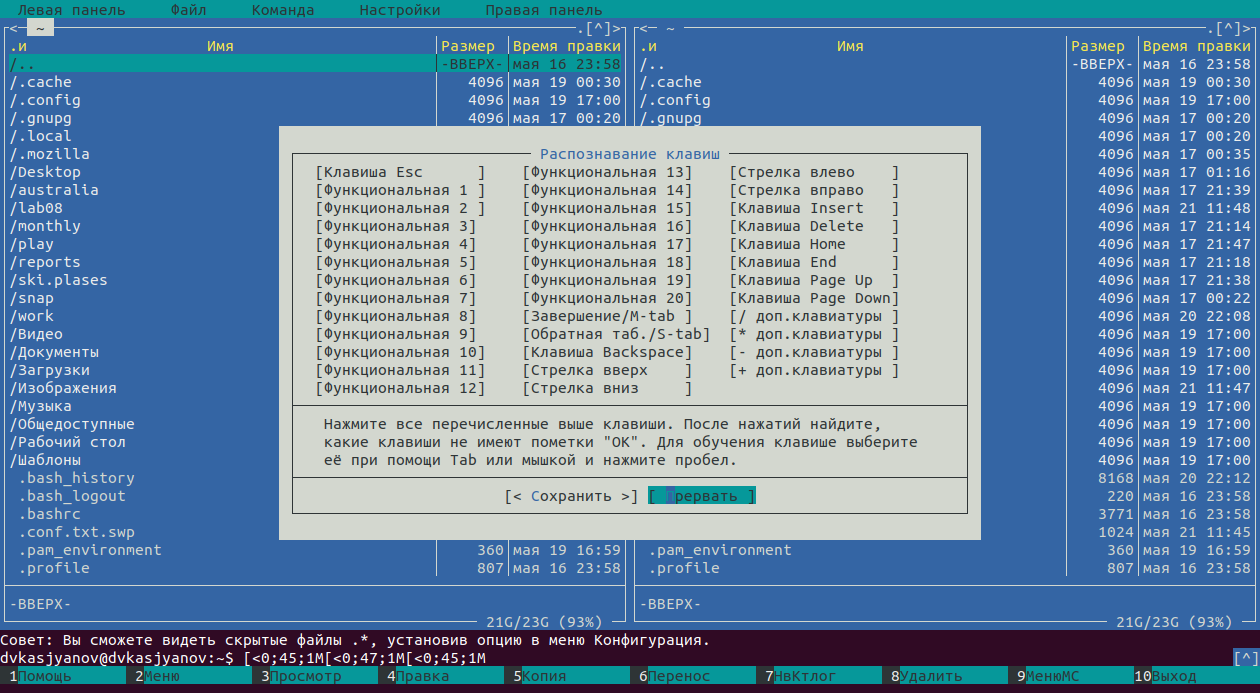 Левая панель Файл Команда Настройки Правая панель
<─ ~ .[^]> <─ ~ .[^]>
.и Имя Размер Время правки .и Имя Размер Время правки
/.. -ВВЕРХ- мая 16 23:58 /.. -ВВЕРХ- мая 16 23:58
/.cache 4096 мая 19 00:30 /.cache 4096 мая 19 00:30
/.config 4096 мая 19 17:00 /.config 4096 мая 19 17:00
/.gnupg 4096 мая 17 00:20 /.gnupg 4096 мая 17 00:20
/.local 4096 мая 17 00:20
/.mozilla Распознавание клавиш 4096 мая 17 00:35
/Desktop [Клавиша Esc ] [Функциональная 13] [Стрелка влево ] 4096 мая 17 01:16
/australia [Функциональная 1 ] [Функциональная 14] [Стрелка вправо ] 4096 мая 17 21:39
/lab08 [Функциональная 2 ] [Функциональная 15] [Клавиша Insert ] 4096 мая 21 11:48
/monthly [Функциональная 3] [Функциональная 16] [Клавиша Delete ] 4096 мая 17 21:14
/play [Функциональная 4] [Функциональная 17] [Клавиша Home ] 4096 мая 17 21:47
/reports [Функциональная 5] [Функциональная 18] [Клавиша End ] 4096 мая 17 21:18
/ski.plases [Функциональная 6] [Функциональная 19] [Клавиша Page Up ] 4096 мая 17 21:38
/snap [Функциональная 7] [Функциональная 20] [Клавиша Page Down] 4096 мая 17 00:22
/work [Функциональная 8] [Завершение/M-tab ] [/ доп.клавиатуры ] 4096 мая 20 22:08
/Видео [Функциональная 9] [Обратная таб./S-tab] [* доп.клавиатуры ] 4096 мая 19 17:00
/Документы [Функциональная 10] [Клавиша Backspace] [- доп.клавиатуры ] 4096 мая 19 17:00
/Загрузки [Функциональная 11] [Стрелка вверх ] [+ доп.клавиатуры ] 4096 мая 19 17:00
/Изображения [Функциональная 12] [Стрелка вниз ] 4096 мая 21 11:47
/Музыка 4096 мая 19 17:00
/Общедоступные Нажмите все перечисленные выше клавиши. После нажатий найдите, 4096 мая 19 17:00
/Рабочий стол какие клавиши не имеют пометки "OK". Для обучения клавише выберите 4096 мая 19 17:00
/Шаблоны её при помощи Tab или мышкой и нажмите пробел. 4096 мая 19 17:00
.bash_history 8168 мая 20 22:12
.bash_logout [< Сохранить >] [ Прервать ] 220 мая 16 23:58
.bashrc 3771 мая 16 23:58
.conf.txt.swp 1024 мая 21 11:45
.pam_environment 360 мая 19 16:59 .pam_environment 360 мая 19 16:59
.profile 807 мая 16 23:58 .profile 807 мая 16 23:58
-ВВЕРХ- -ВВЕРХ-
21G/23G (93%) 21G/23G (93%)
Совет: Вы сможете видеть скрытые файлы .*, установив опцию в меню Конфигурация.
dvkasjyanov@dvkasjyanov:~$ [<0;45;1M[<0;47;1M[<0;45;1M [^]
1Помощь 2Меню 3Просмотр 4Правка 5Копия 6Перенос 7НвКтлог 8Удалить 9МенюMC 10Выход